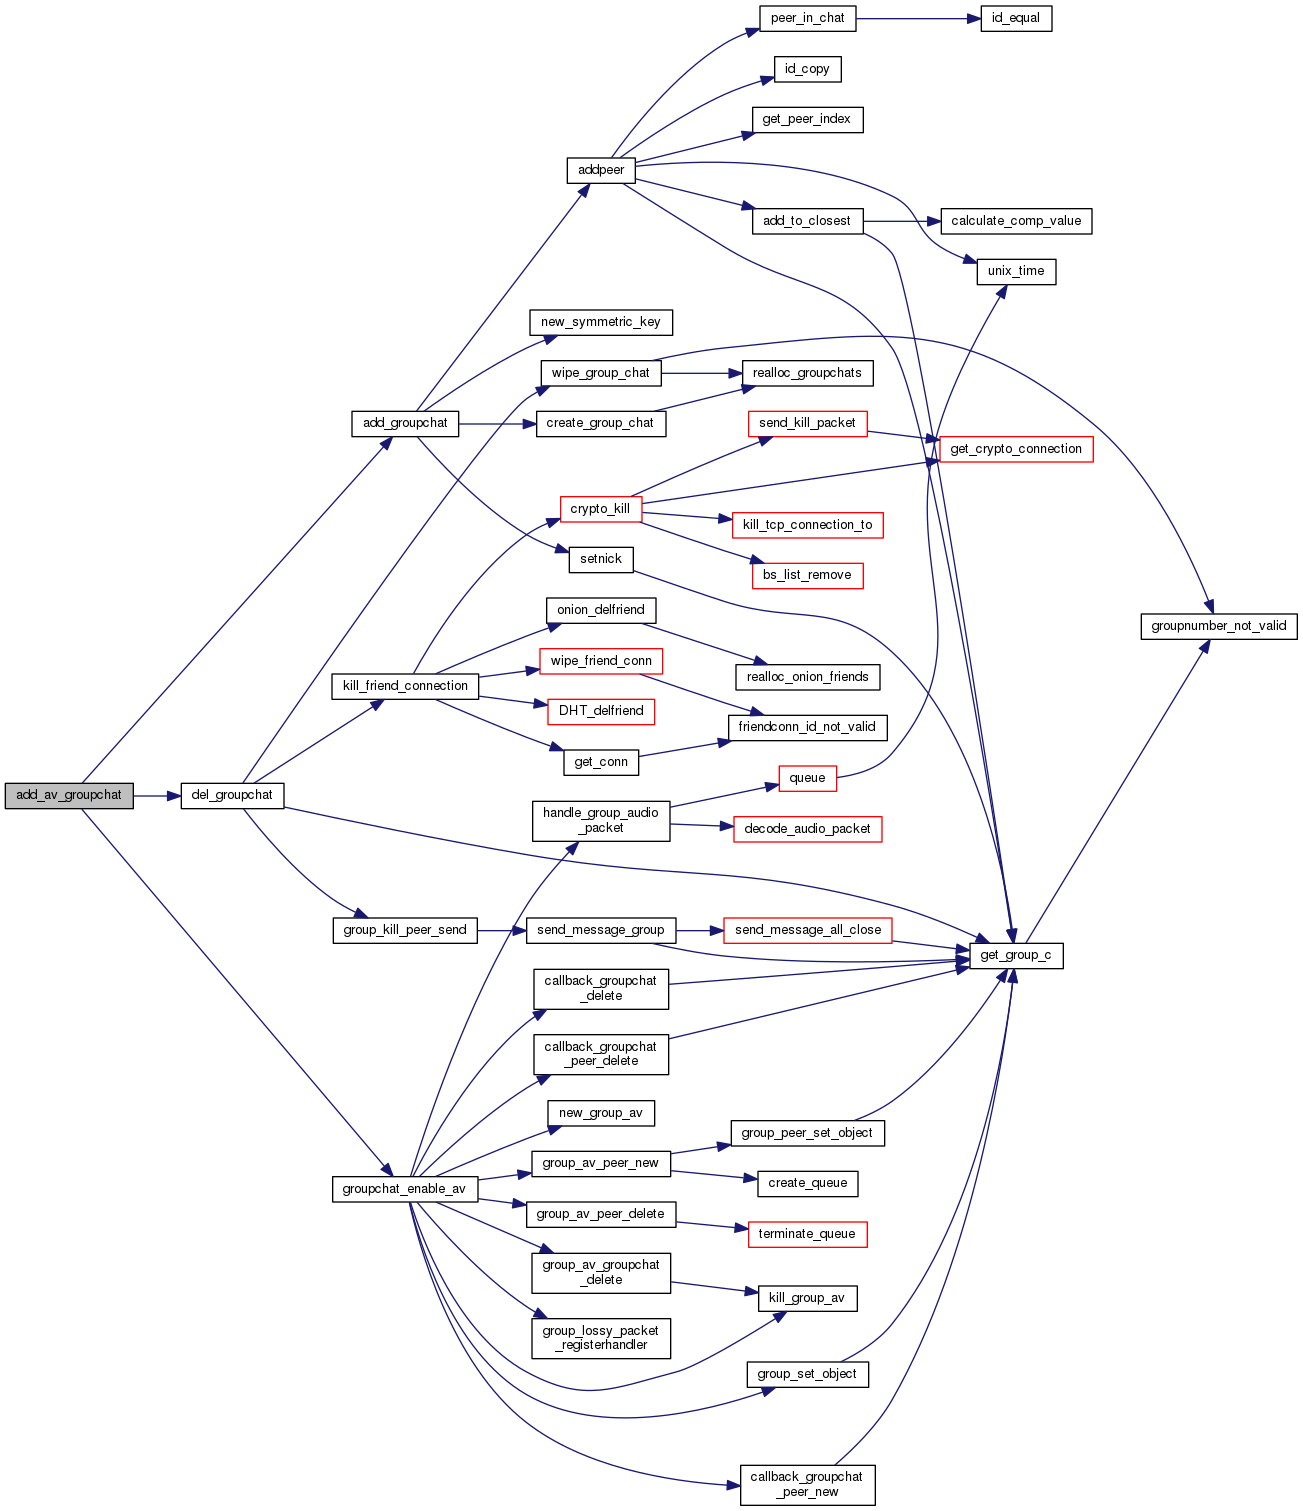 peer_in_chat
id_equal
id_copy
get_peer_index
addpeer
add_to_closest
calculate_comp_value
unix_time
new_symmetric_key
wipe_group_chat
realloc_groupchats
add_groupchat
create_group_chat
send_kill_packet
get_crypto_connection
crypto_kill
kill_tcp_connection_to
setnick
bs_list_remove
onion_delfriend
groupnumber_not_valid
wipe_friend_conn
realloc_onion_friends
kill_friend_connection
DHT_delfriend
friendconn_id_not_valid
get_conn
queue
add_av_groupchat
del_groupchat
handle_group_audio
_packet
decode_audio_packet
group_kill_peer_send
send_message_group
send_message_all_close
get_group_c
callback_groupchat
_delete
callback_groupchat
_peer_delete
new_group_av
group_peer_set_object
group_av_peer_new
create_queue
groupchat_enable_av
group_av_peer_delete
terminate_queue
group_av_groupchat
_delete
kill_group_av
group_lossy_packet
_registerhandler
group_set_object
callback_groupchat
_peer_new